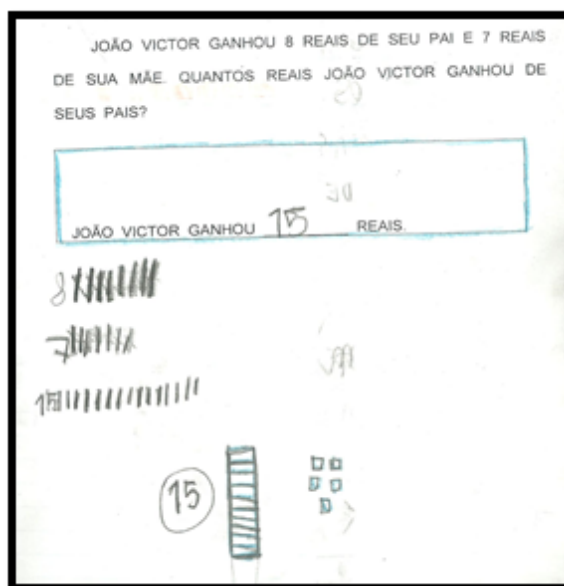 JOÃO VICTOR GANHOU 8 REAIS DE SEU PAI E 7 REAIS
DE SUA MÃE. QUANTOS REAIS JOÃO VICTOR GANHOU DE
SEUS PAIS?
JOÃO VICTOR GANHOU 15 REAIS.
8
7
15
15